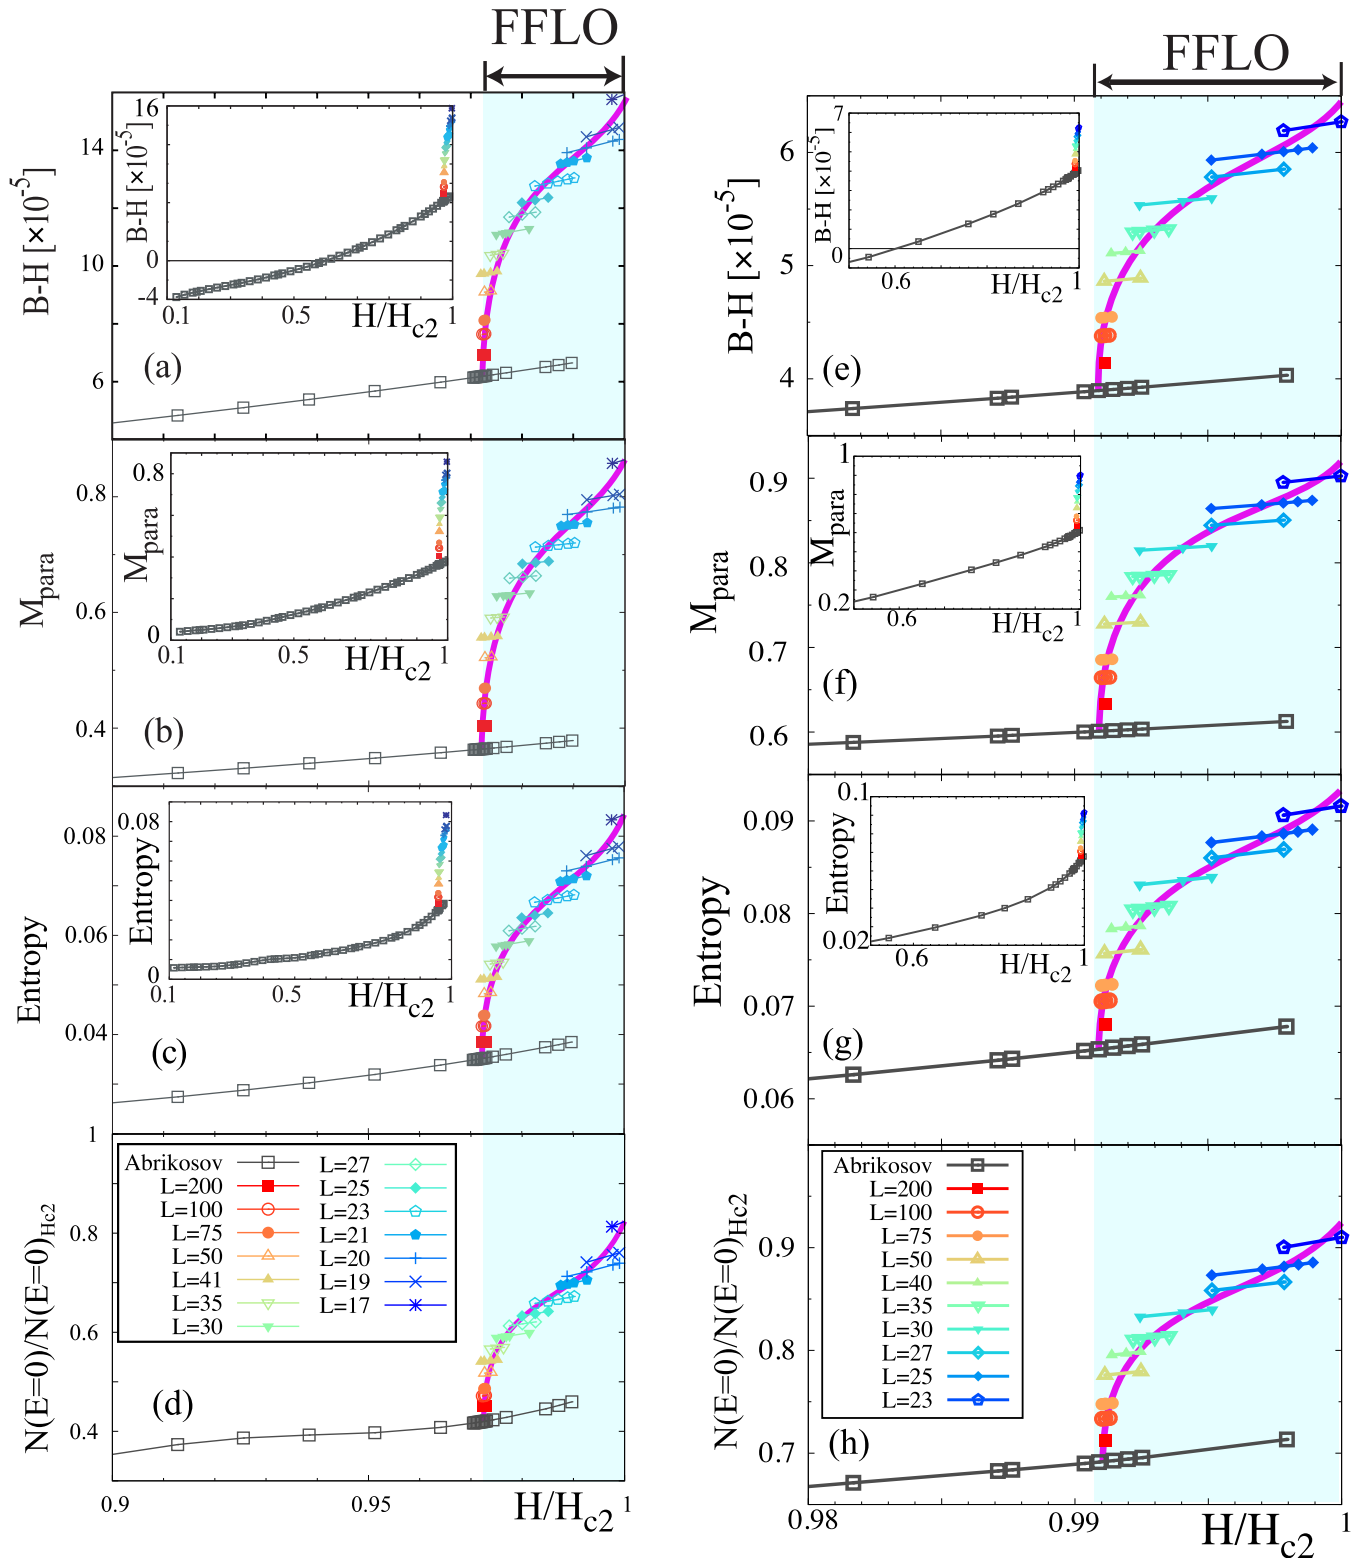 FFLO
B-H [×10-5]
14
10
6
16
B-H [×10-5]
0
-4
0.1
0.5
H/Hc2
1
(a)
Mpara
0.8
0.6
0.4
0.8
Mpara
0
0.1
0.5
H/Hc2
1
(b)
Entropy
0.08
0.06
0.04
0.08
Entropy
0
0.1
0.5
H/Hc2
1
(c)
N(E=0)/N(E=0)Hc2
1
0.8
0.6
0.4
Abrikosov
L=200
L=100
L=75
L=50
L=41
L=35
L=30
L=27
L=25
L=23
L=21
L=20
L=19
L=17
(d)
0.9
0.95
H/Hc2
1
FFLO
B-H [×10-5]
6
5
4
7
B-H [×10-5]
0
0.6
H/Hc2
1
(e)
Mpara
0.9
0.8
0.7
0.6
1
Mpara
0.2
0.6
H/Hc2
1
(f)
Entropy
0.09
0.08
0.07
0.06
0.1
Entropy
0.02
0.6
H/Hc2
1
(g)
N(E=0)/N(E=0)Hc2
0.9
0.8
0.7
Abrikosov
L=200
L=100
L=75
L=50
L=40
L=35
L=30
L=27
L=25
L=23
(h)
0.98
0.99
H/Hc2
1